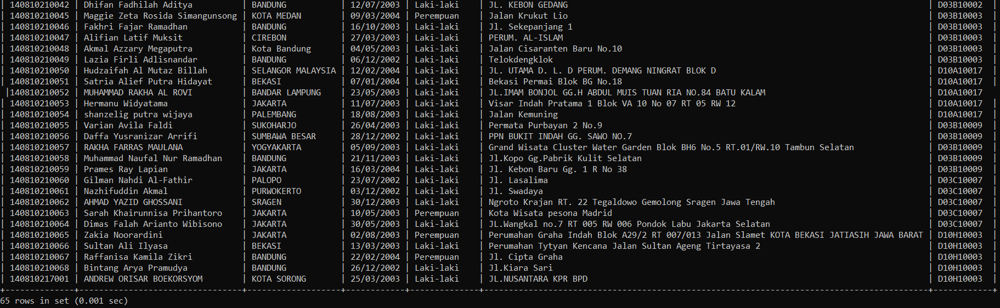 | 140810210042 | Dhifan Fadhilah Aditya | BANDUNG | 12/07/2003 | Laki-laki | JL. KEBON GEDANG | D03B10002 |
| 140810210045 | Maggie Zeta Rosida Simangunsong | KOTA MEDAN | 09/03/2004 | Perempuan | Jalan Krukut Lio | D03B10003 |
| 140810210046 | Fakhri Fajar Ramadhan | BANDUNG | 16/10/2003 | Laki-laki | Jl. Sekepanjang 1 | D03B10003 |
| 140810210047 | Alifian Latif Muksit | CIREBON | 27/03/2003 | Laki-laki | PERUM. AL-ISLAM | D03B10003 |
| 140810210048 | Akmal Azzary Megaputra | Kota Bandung | 04/05/2003 | Laki-laki | Jalan Cisaranten Baru No.10 | D03B10003 |
| 140810210049 | Lazia Firli Adlisnandar | BANDUNG | 06/12/2002 | Laki-laki | Telokdengklok | D03B10003 |
| 140810210050 | Hudzaifah Al Mutaz Billah | SELANGOR MALAYSIA | 12/02/2004 | Laki-laki | JL. UTAMA D. L. D PERUM. DEMANG NINGRAT BLOK D | D10A10017 |
| 140810210051 | Satria Alief Putra Hidayat | BEKASI | 07/01/2004 | Laki-laki | Bekasi Permai Blok BG No.18 | D10A10017 |
|140810210052 | MUHAMMAD RAKHA AL ROVI | BANDAR LAMPUNG | 23/05/2003 | Laki-laki | JL.IMAM BONJOL GG.H ABDUL MUIS TUAN RIA NO.84 BATU KALAM | D10A10017
| 140810210053 | Hermanu Widyatama | JAKARTA | 11/07/2003 | Laki-laki | Visar Indah Pratama 1 Blok VA 10 No 07 RT 05 RW 12 | D10A10017 |
| 140810210054 | shanzelig putra wijaya | PALEMBANG | 18/08/2003 | Laki-laki | Jalan Kemuning | D10A10017 |
| 140810210055 | Varian Avila Faldi | SUKOHARJO | 26/04/2003 | Laki-laki | Permata Purbayan 2 No.9 | D03B10009 |
| 140810210056 | Daffa Yusranizar Arrifi | SUMBAWA BESAR | 28/12/2002 | Laki-laki | PPN BUKIT INDAH GG. SAWO NO.7 | D03B10009 |
| 140810210057 | RAKHA FARRAS MAULANA | YOGYAKARTA | 05/09/2003 | Laki-laki | Grand Wisata Cluster Water Garden Blok BH6 No.5 RT.01/RW.10 Tambun Selatan | D03B10009 |
| 140810210058 | Muhammad Naufal Nur Ramadhan | BANDUNG | 21/11/2003 | Laki-laki | Jl.Kopo Gg.Pabrik Kulit Selatan | D03B10009 |
| 140810210059 | Prames Ray Lapian | JAKARTA | 16/03/2004 | Laki-laki | Jl. Kebon Baru Gg. 1 R No 38 | D03B10009 |
| 140810210060 | Gilman Nahdi Al-Fathir | PALOPO | 23/07/2002 | Laki-laki | Jl. Lasalima | D03C10007 |
| 140810210061 | Nazhifuddin Akmal | PURWOKERTO | 03/12/2002 | Laki-laki | Jl. Swadaya | D03C10007 |
| 140810210062 | AHMAD YAZID GHOSSANI | SRAGEN | 30/12/2003 | Laki-laki | Ngroto Krajan RT. 22 Tegaldowo Gemolong Sragen Jawa Tengah | D03C10007 |
| 140810210063 | Sarah Khairunnisa Prihantoro | JAKARTA | 10/05/2003 | Perempuan | Kota Wisata pesona Madrid | D03C10007 |
| 140810210064 | Dimas Falah Arianto Wibisono | JAKARTA | 30/05/2003 | Laki-laki | JL.Wangkal no.7 RT 005 RW 006 Pondok Labu Jakarta Selatan | D03C10007 |
| 140810210065 | Zakia Noorardini | JAKARTA | 02/08/2003 | Perempuan | Perumahan Graha Indah Blok A29/2 RT 007/013 Jalan Slamet KOTA BEKASI JATIASIH JAWA BARAT | D10H10003 |
| 140810210066 | Sultan Ali Ilyasa | BEKASI | 13/03/2003 | Laki-laki | Perumahan Tytyan Kencana Jalan Sultan Ageng Tirtayasa 2 | D10H10003 |
| 140810210067 | Raffanisa Kamila Zikri | BANDUNG | 22/02/2004 | Perempuan | Jl. Cipta Graha | D10H10003 |
| 140810210068 | Bintang Arya Pramudya | BANDUNG | 26/12/2002 | Laki-laki | Jl.Kiara Sari | D10H10003 |
| 140810217001 | ANDREW ORISAR BOEKORSYOM | KOTA SORONG | 25/03/2003 | Laki-laki | JL.NUSANTARA KPR BPD | D10H10003 |
65 rows in set (0.001 sec)